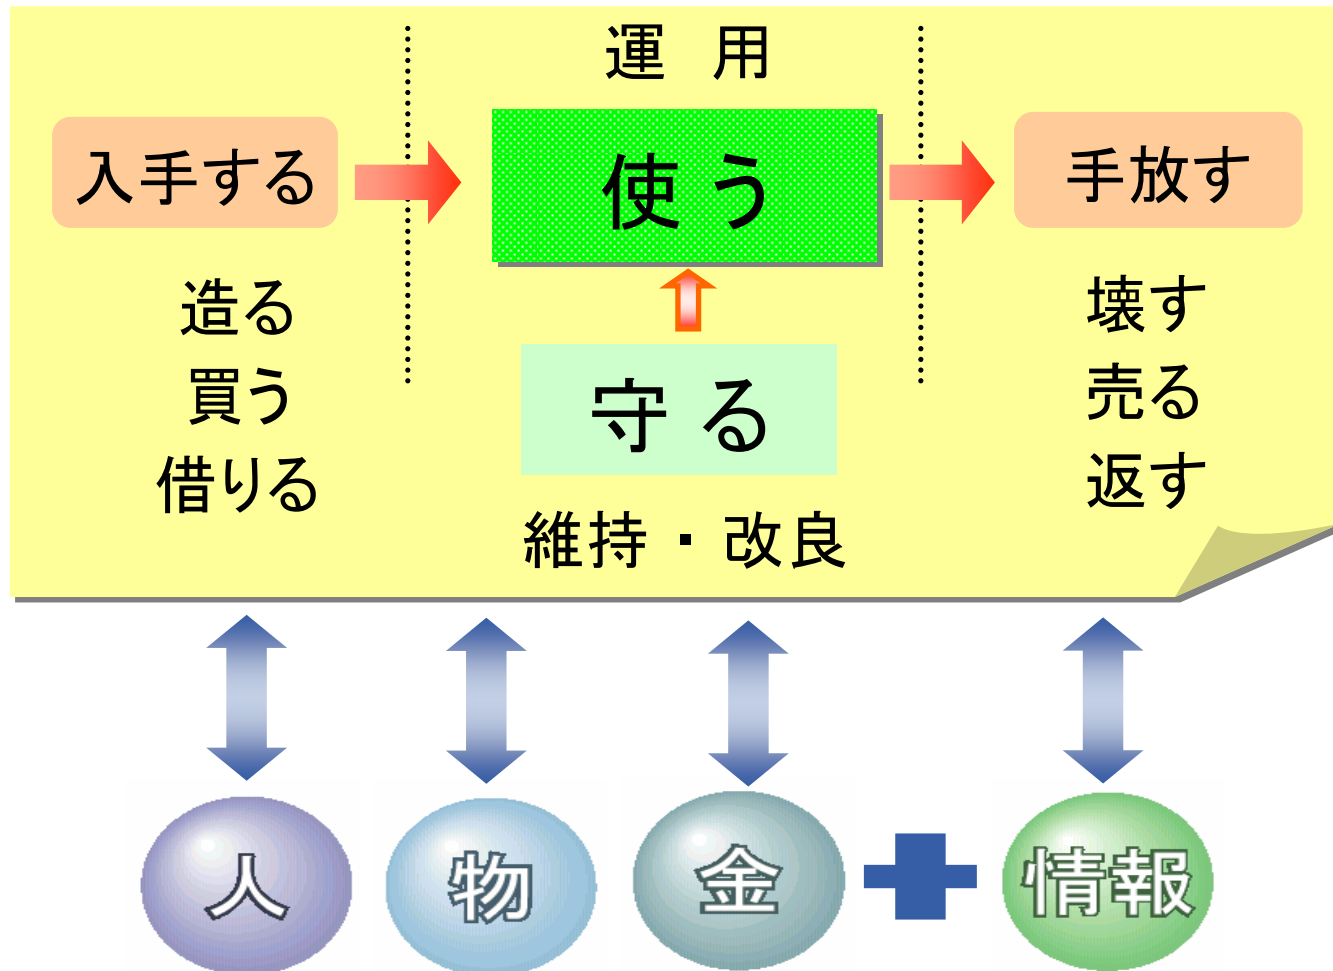 運 用
入手する
使 う
手放す
造る
買う
借りる
守 る
維持・改良
壊す
売る
返す
人
物
金
情報